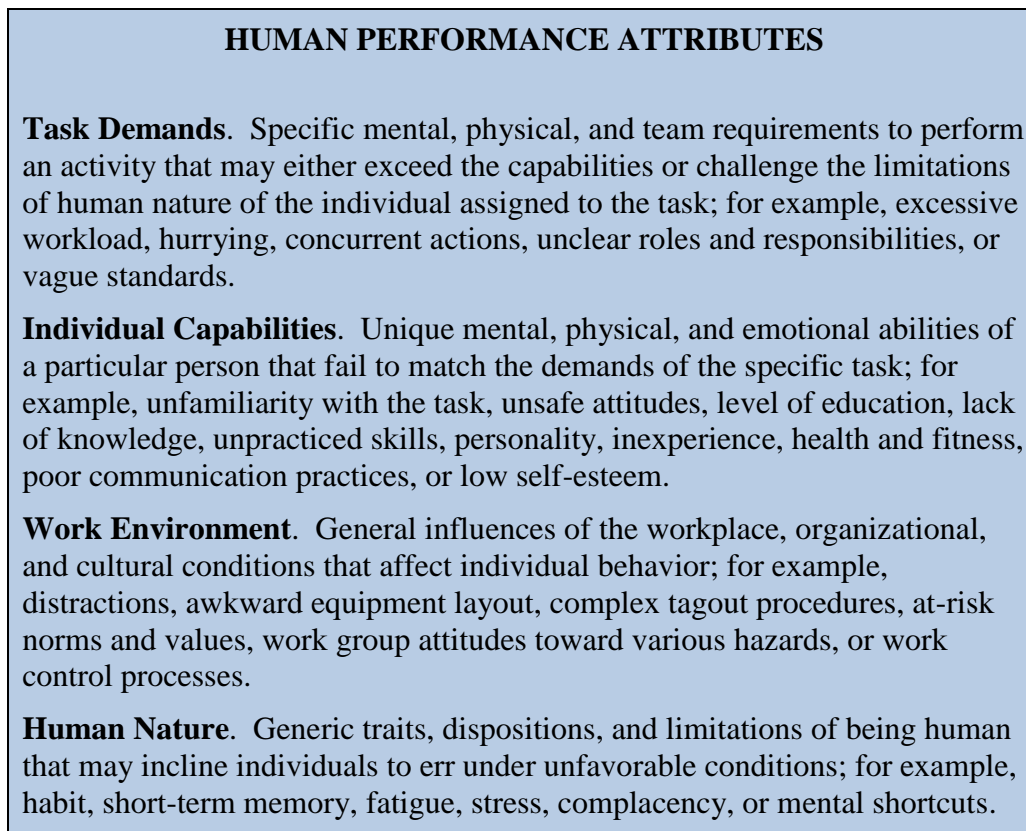 HUMAN PERFORMANCE ATTRIBUTES
Task Demands.  Specific mental, physical, and team requirements to perform
an activity that may either exceed the capabilities or challenge the limitations
of human nature of the individual assigned to the task; for example, excessive
workload, hurrying, concurrent actions, unclear roles and responsibilities, or
vague standards.
Individual Capabilities.  Unique mental, physical, and emotional abilities of
a particular person that fail to match the demands of the specific task; for
example, unfamiliarity with the task, unsafe attitudes, level of education, lack
of knowledge, unpracticed skills, personality, inexperience, health and fitness,
poor communication practices, or low self-esteem.
Work Environment.  General influences of the workplace, organizational,
and cultural conditions that affect individual behavior; for example,
distractions, awkward equipment layout, complex tagout procedures, at-risk
norms and values, work group attitudes toward various hazards, or work
control processes.
Human Nature.  Generic traits, dispositions, and limitations of being human
that may incline individuals to err under unfavorable conditions; for example,
habit, short-term memory, fatigue, stress, complacency, or mental shortcuts.